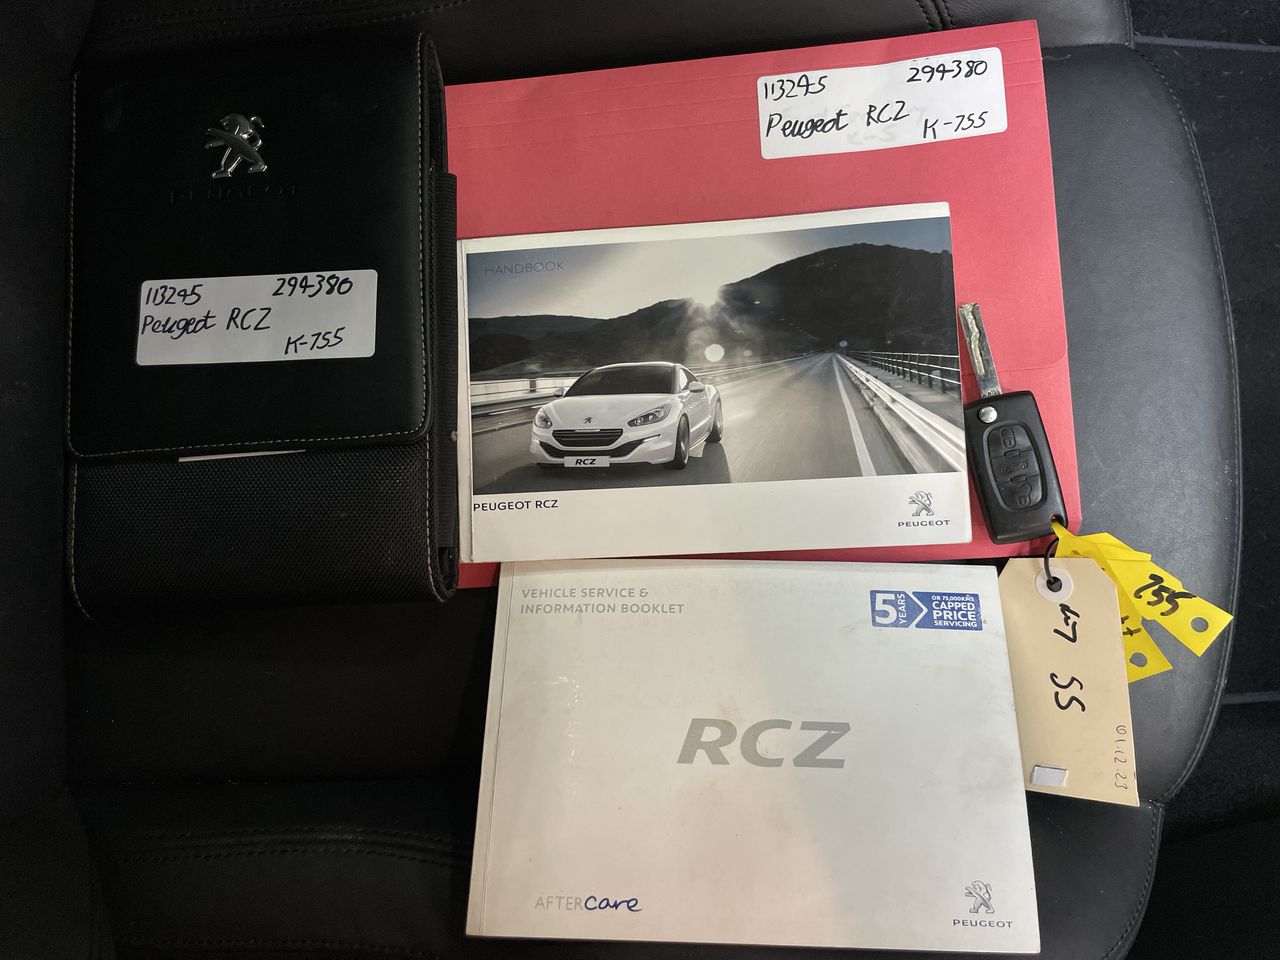 PEUGEOT
113245 294380
Peugeot RCZ
K-755
113245 294380
Peugeot RCZ
K-755
HANDBOOK
RCZ
PEUGEOT RCZ
PEUGEOT
VEHICLE SERVICE &
INFORMATION BOOKLET
5 YEARS
OR 75,000KMS
CAPPED
PRICE
SERVICING
RCZ
AFTERcare
PEUGEOT
755